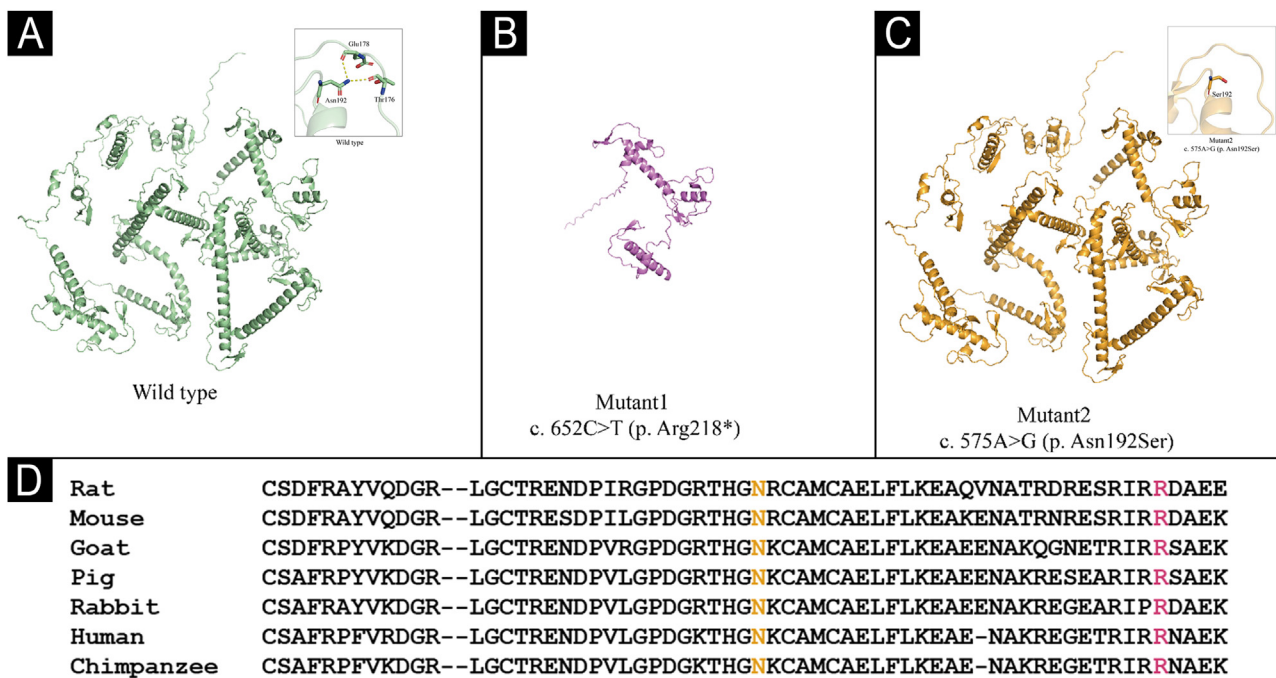 A
Glu178
Asn192
Thr176
Wild type
Wild type
B
Mutant1
c. 652C>T (p. Arg218*)
C
Ser192
Mutant2
c. 575A>G (p. Asn192Ser)
Mutant2
c. 575A>G (p. Asn192Ser)
D
Rat CSDFRAYVQDGR--LGCTRENDPIRGPDGRTHGNRCAMCAELFLKEAQVNATRDRESRIRRDAEE
Mouse CSDFRAYVQDGR--LGCTRESDPILGPDGRTHGNRCAMCAELFLKEAKENATRNRESRIRRDAEK
Goat CSDFRPYVKDGR--LGCTRENDPVRGPDGRTHGNKCAMCAELFLKEAEENAKQGNETRIRRSAEK
Pig CSAFRPYVKDGR--LGCTRENDPVLGPDGRTHGNKCAMCAELFLKEAEENAKRESEARIRRSAEK
Rabbit CSAFRAYVKDGR--LGCTRENDPVLGPDGRTHGNKCAMCAELFLKEAEENAKREGEARIPRDAEK
Human CSAFRPFVRDGR--LGCTRENDPVLGPDGKTHGNKCAMCAELFLKEAE-NAKREGETRIRRNAEK
Chimpanzee CSAFRPFVKDGR--LGCTRENDPVLGPDGKTHGNKCAMCAELFLKEAE-NAKREGETRIRRNAEK